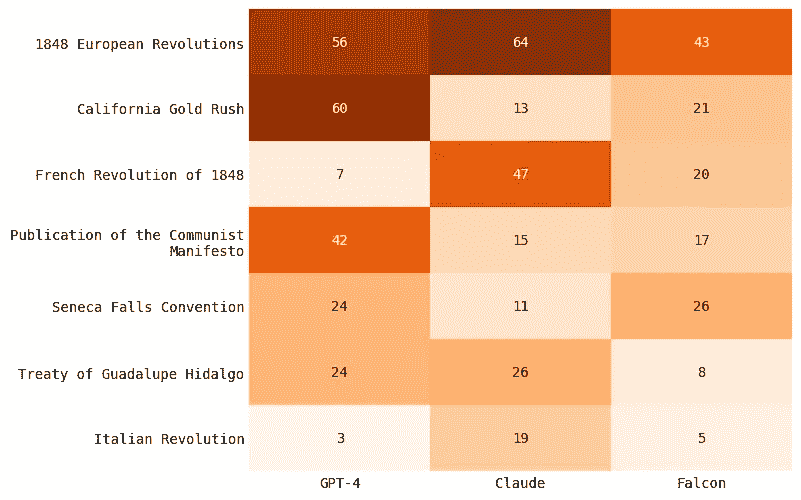 1848 European Revolutions 56 64 43
California Gold Rush 60 13 21
French Revolution of 1848 7 47 20
Publication of the Communist
Manifesto 42 15 17
Seneca Falls Convention 24 11 26
Treaty of Guadalupe Hidalgo 24 26 8
Italian Revolution 3 19 5
GPT-4 Claude Falcon